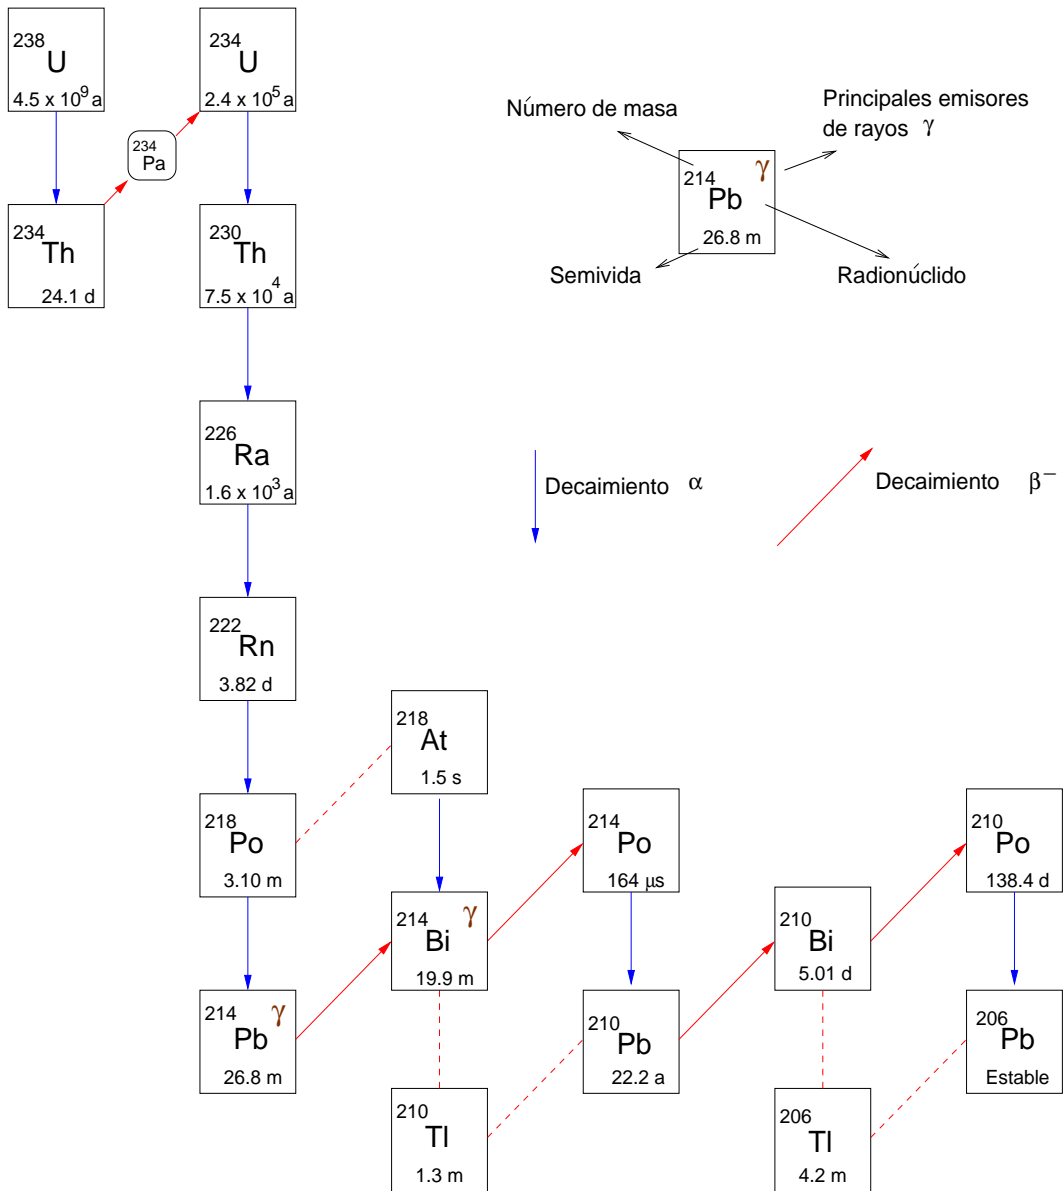 238
U
4.5 x 10⁹ a
234
U
2.4 x 10⁵ a
234
Pa
234
Th
24.1 d
230
Th
7.5 x 10⁴ a
Número de masa
Principales emisores
de rayos γ
214
Pb
γ
26.8 m
Semivida
Radionúclido
226
Ra
1.6 x 10³ a
Decaimiento α
Decaimiento β⁻
222
Rn
3.82 d
218
At
1.5 s
218
Po
3.10 m
214
Po
164 µs
210
Po
138.4 d
214
Bi
γ
19.9 m
210
Bi
5.01 d
214
Pb
γ
26.8 m
210
Pb
22.2 a
206
Pb
Estable
210
Tl
1.3 m
206
Tl
4.2 m